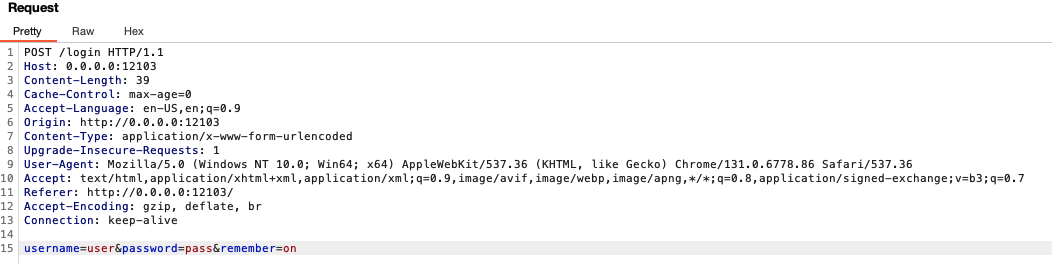 Request
Pretty Raw Hex
1 POST /login HTTP/1.1
2 Host: 0.0.0.0:12103
3 Content-Length: 39
4 Cache-Control: max-age=0
5 Accept-Language: en-US,en;q=0.9
6 Origin: http://0.0.0.0:12103
7 Content-Type: application/x-www-form-urlencoded
8 Upgrade-Insecure-Requests: 1
9 User-Agent: Mozilla/5.0 (Windows NT 10.0; Win64; x64) AppleWebKit/537.36 (KHTML, like Gecko) Chrome/131.0.6778.86 Safari/537.36
10 Accept: text/html,application/xhtml+xml,application/xml;q=0.9,image/avif,image/webp,image/apng,*/*;q=0.8,application/signed-exchange;v=b3;q=0.7
11 Referer: http://0.0.0.0:12103/
12 Accept-Encoding: gzip, deflate, br
13 Connection: keep-alive
14
15 username=user&password=pass&remember=on